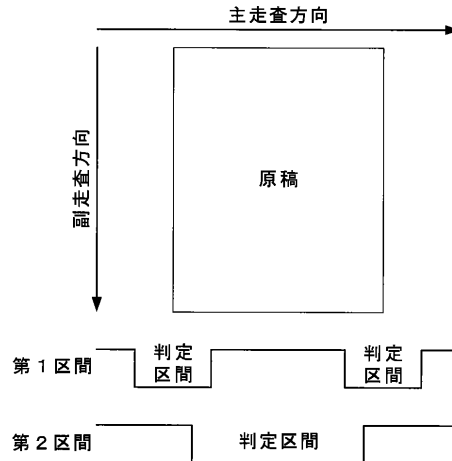 主走査方向
副走査方向
原稿
第1区間
判定
区間
判定
区間
第2区間
判定区間